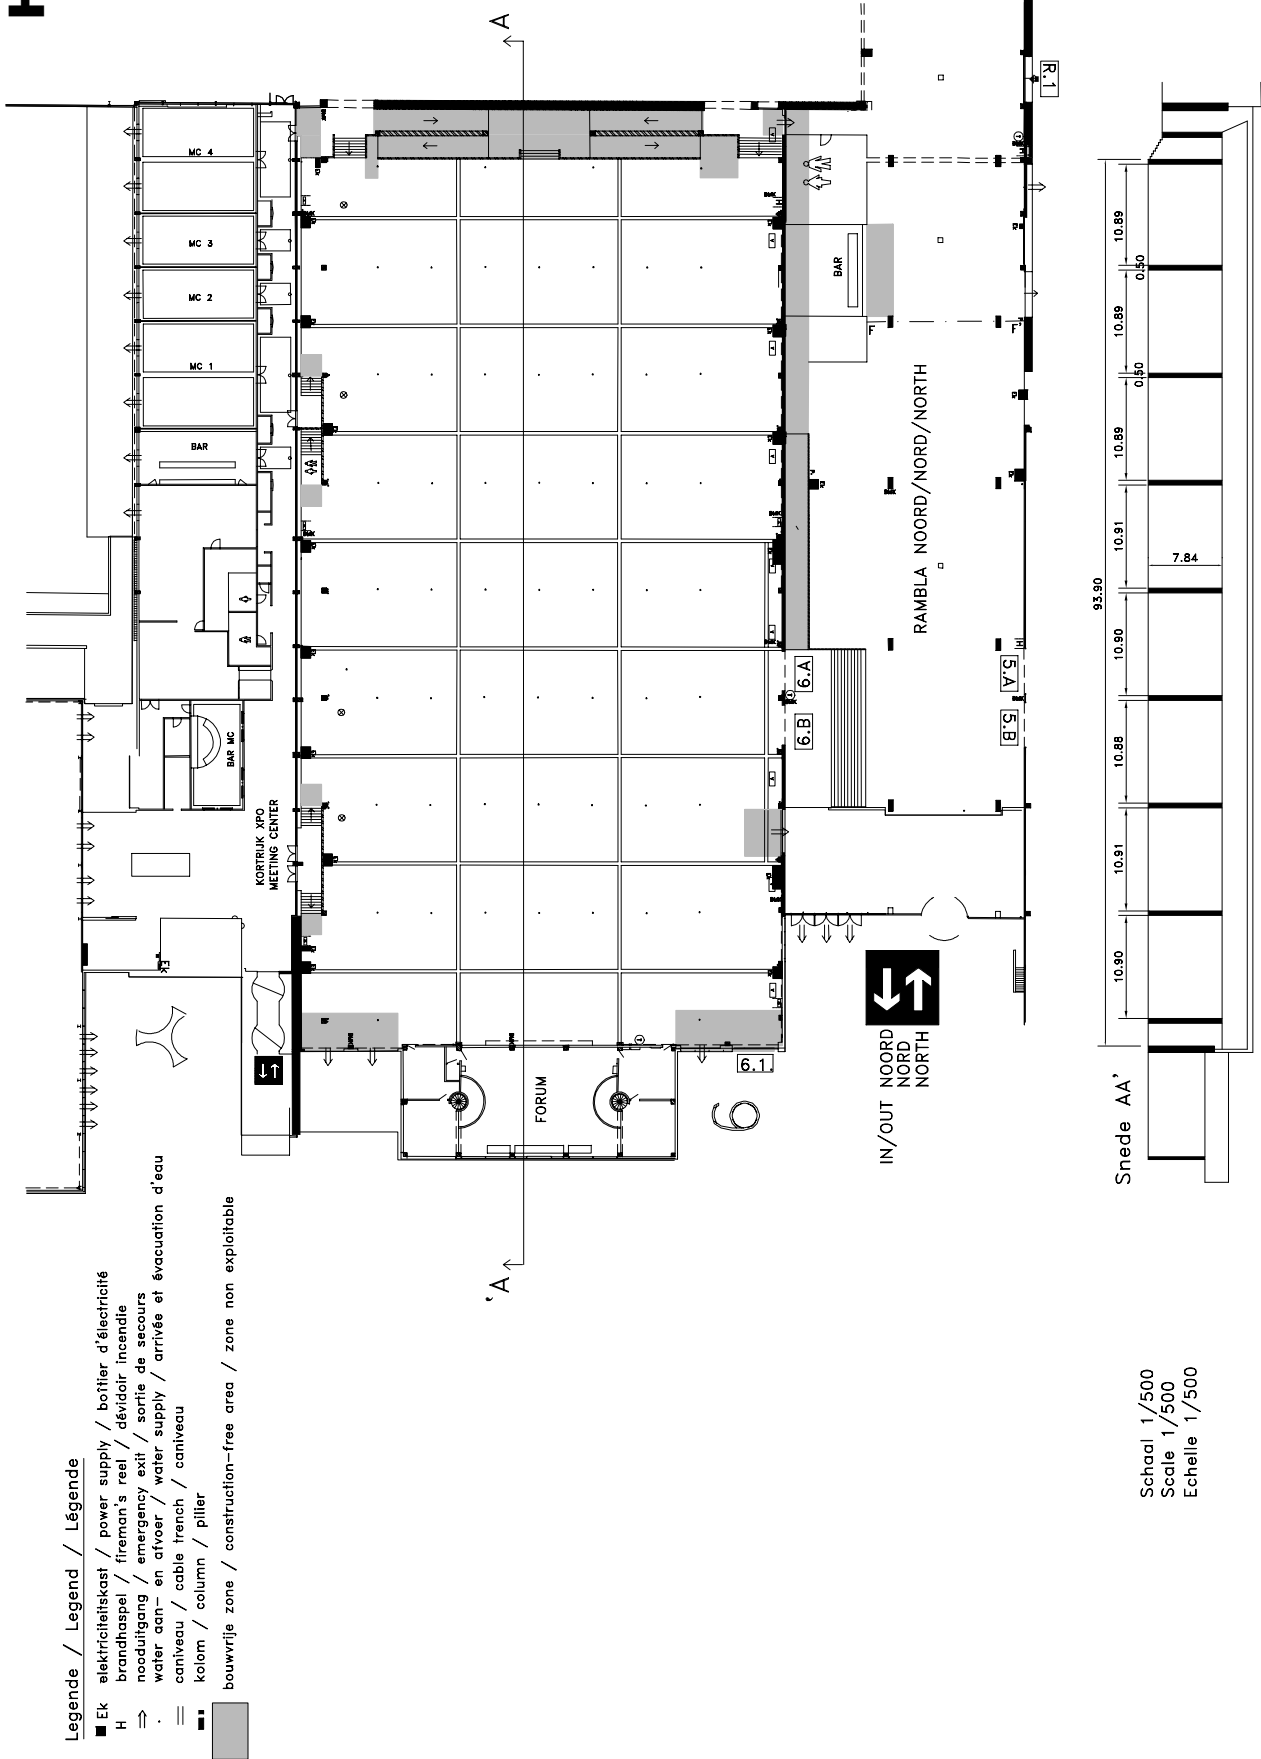 A
R.1
MC 4
MC 3
MC 2
MC 1
BAR
BAR
F
F'
RAMBLA NOORD/NORD/NORTH
6.A
6.B
5.A
5.B
BAR MC
KORTRIJK XPO
MEETING CENTER
EK
FORUM
6.1.
6
IN/OUT NOORD
NORD
NORTH
'A
10.89
0.50
10.89
0.50
10.89
10.91
7.84
93.90
10.90
10.88
10.91
10.90
Snede AA'
Legende / Legend / Légende
Ek elektriciteitskast / power supply / boîtier d'électricité
H brandhaspel / fireman's reel / dévidoir incendie
nooduitgang / emergency exit / sortie de secours
water aan- en afvoer / water supply / arrivée et évacuation d'eau
caniveau / cable trench / caniveau
kolom / column / pilier
bouwvrije zone / construction-free area / zone non exploitable
Schaal 1/500
Scale 1/500
Echelle 1/500